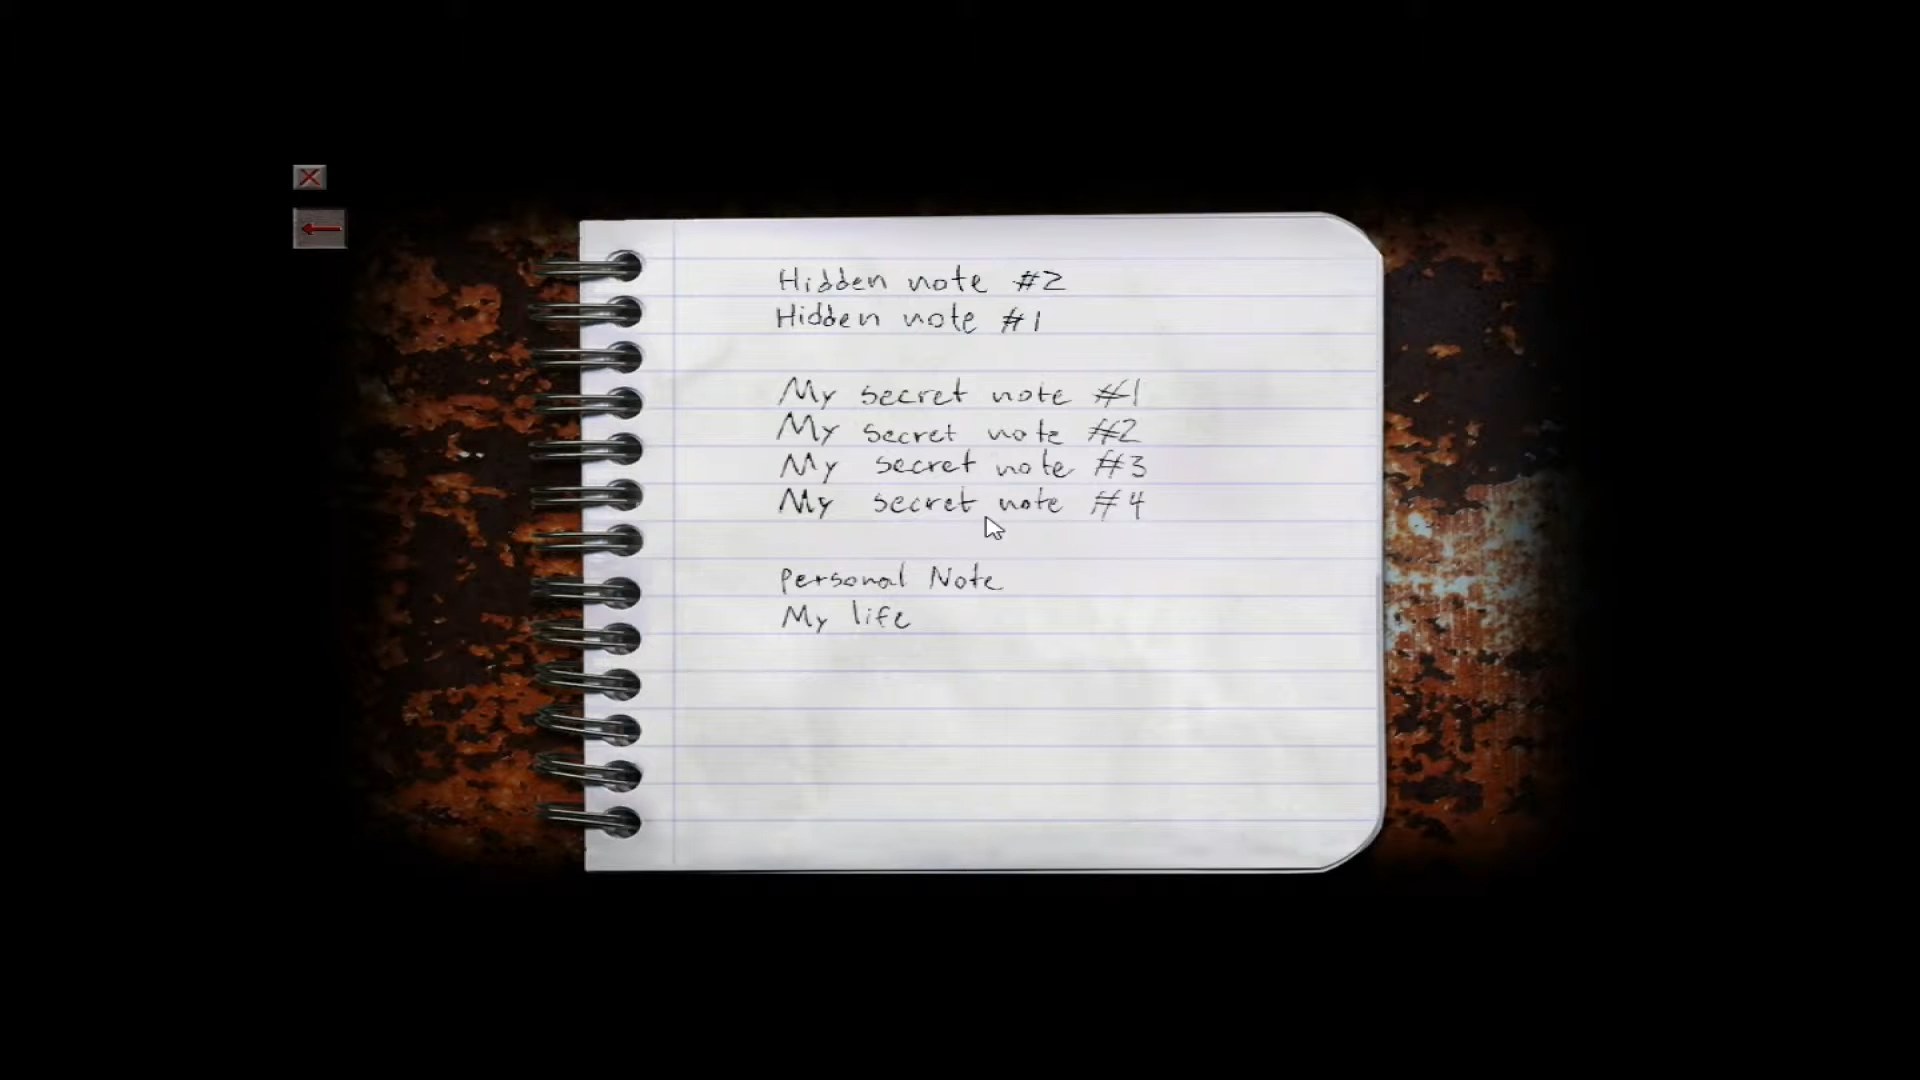 Hidden note #2
Hidden note #1
My secret note #1
My secret note #2
My secret note #3
My secret note #4
Personal Note
My life